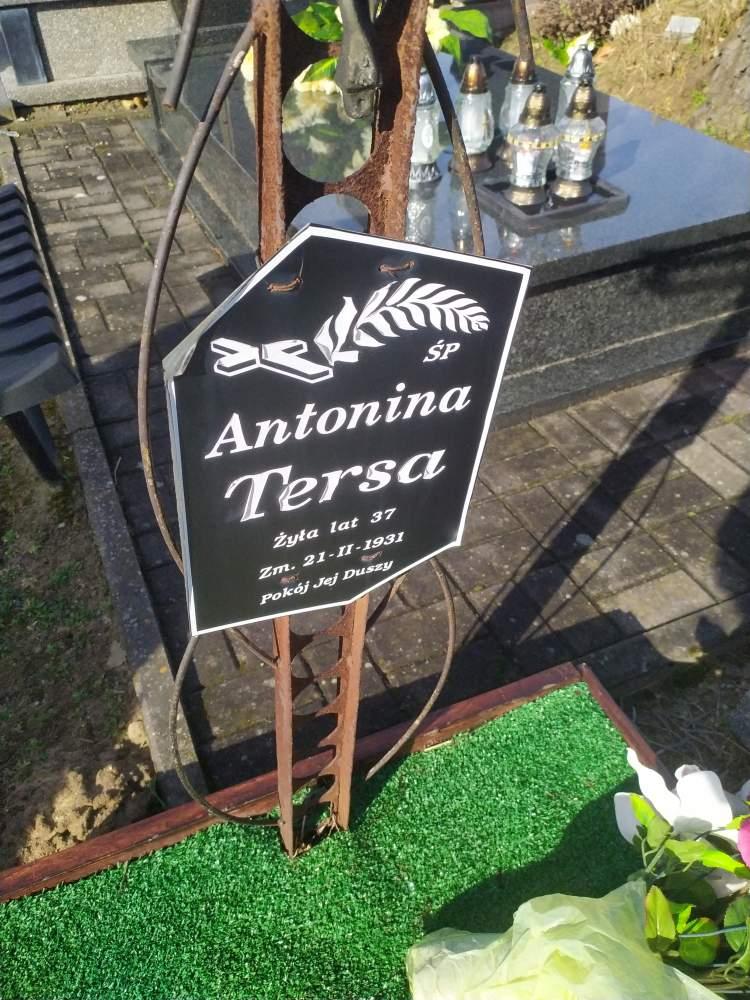 ŚP
Antonina
Tersa
Żyła lat 37
Zm. 21-II-1931
Pokój Jej Duszy